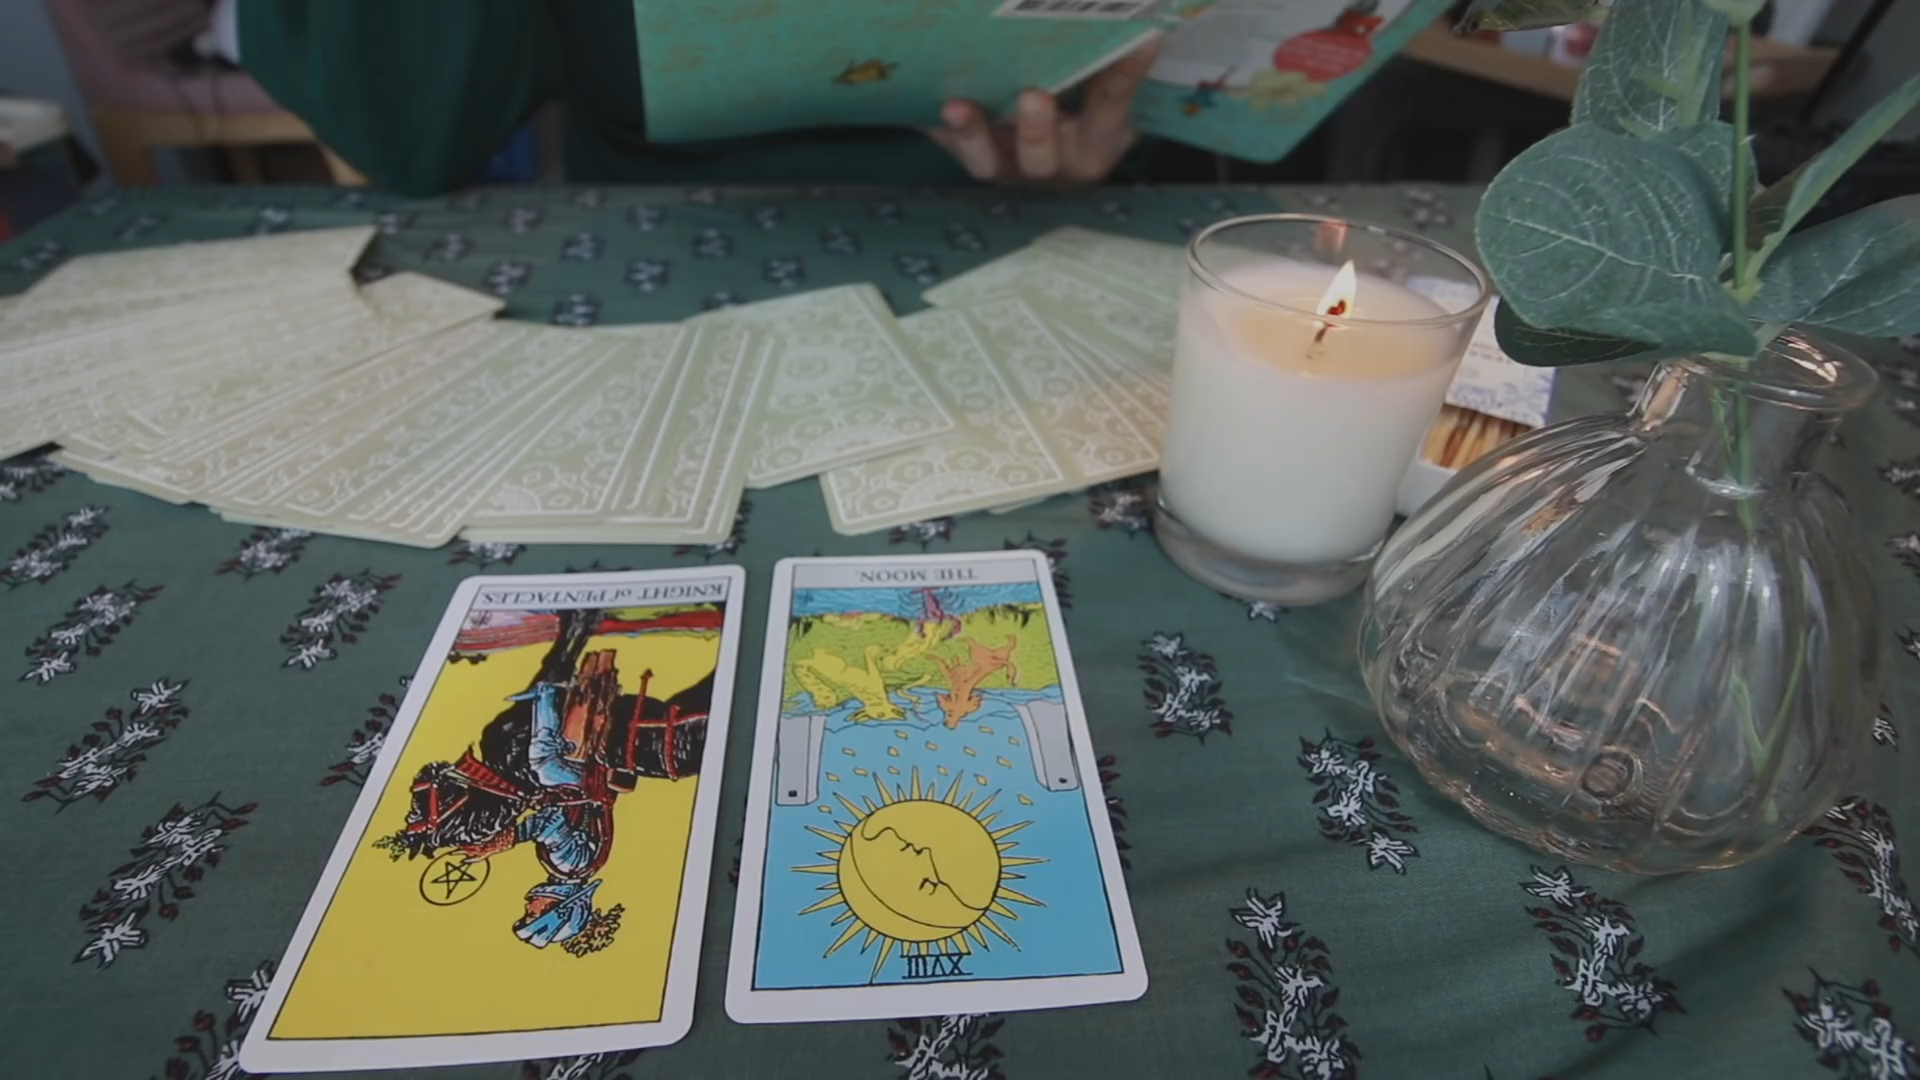 KNIGHT of PENTACLES.
THE MOON.
XVIII